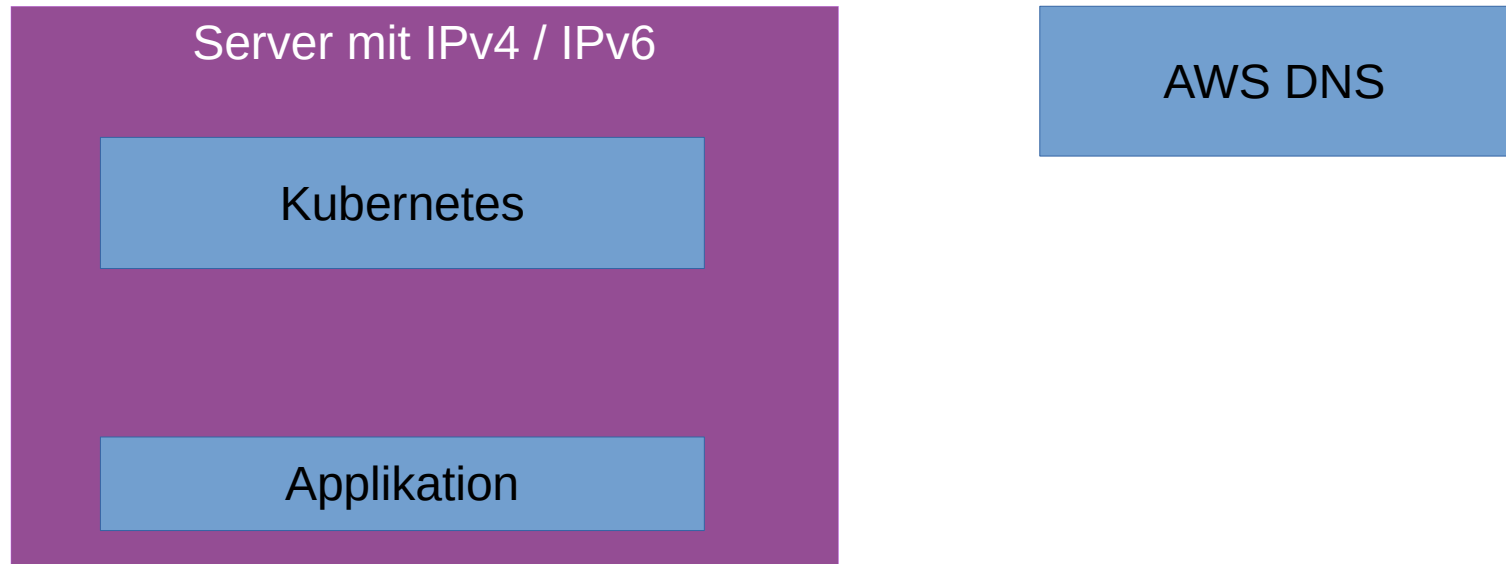 Server mit IPv4 / IPv6
AWS DNS
Kubernetes
Applikation